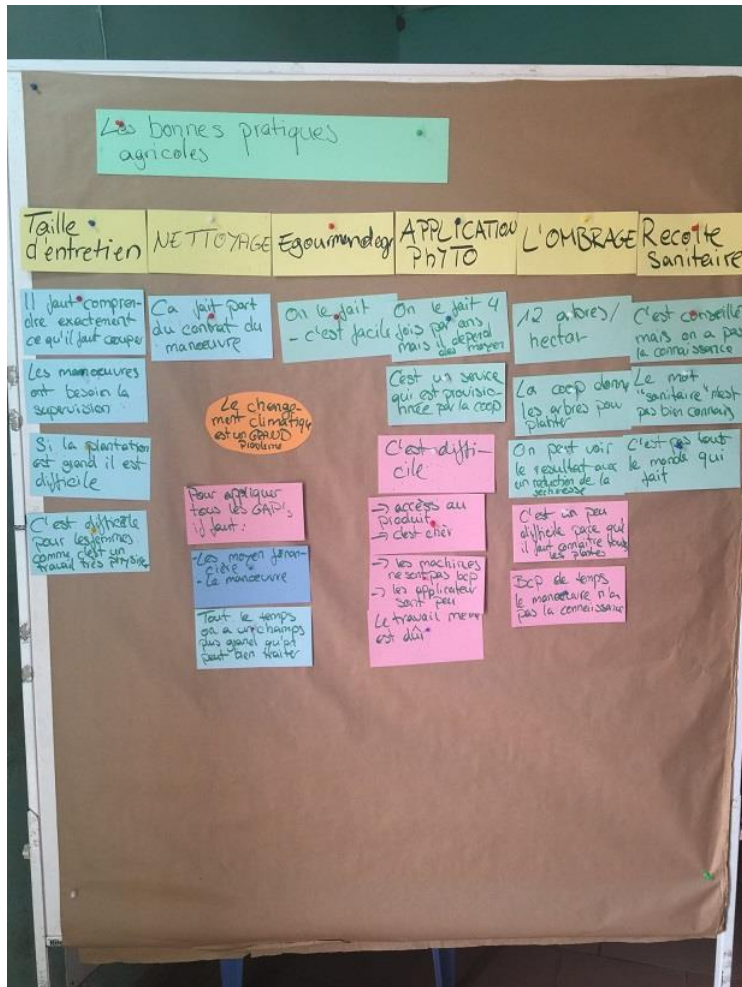 Les bonnes pratiques
agricoles
Taille
d'entretien
NETTOYAGE
Egourmandage
APPLICATION
PHYTO
L'OMBRAGE
Recolte
sanitaire
Il faut compren-
dre exactement
ce qu'il faut couper
Les manoeuvres
ont besoin la
supervision
Si la plantation
est grand il est
difficile
C'est difficile
pour les femmes
comme c'est un
travail très physique
Ca fait part
du contrat du
manoeuvre
Le change-
ment climatique
est un GRAND
problème
Pour appliquer
tous les GAP's
il faut:
-Les moyen finan-
cière
- Le manoeuvre
Tout le temps
on a un champs
plus grand qu'on
peut bien traiter
On le fait
- c'est facile
On le fait 4
fois par ans
mais il depend
des moyen
C'est un service
qui est provision-
née par la coop
C'est diffi-
cile
→ accèss au
produit
→ c'est chér
→ les machines
ne sont pas bcp
→ les applicateur
sont peu
Le travail meme
est dûr
12 arbres/
hectar
La coop donne
les arbres pour
planter
On peut voir
le resultat avec
un réduction de la
secheresse
C'est un peu
difficile parce qu'
il faut connaitre tous
les plantes
Bcp de temps
le manoeuvre n'a
pas la connaissance
C'est conseillé
mais on a pas
la connaissance
Le mot
"sanitaire" n'est
pas bien connais
C'est pas tout
le monde qui
fait